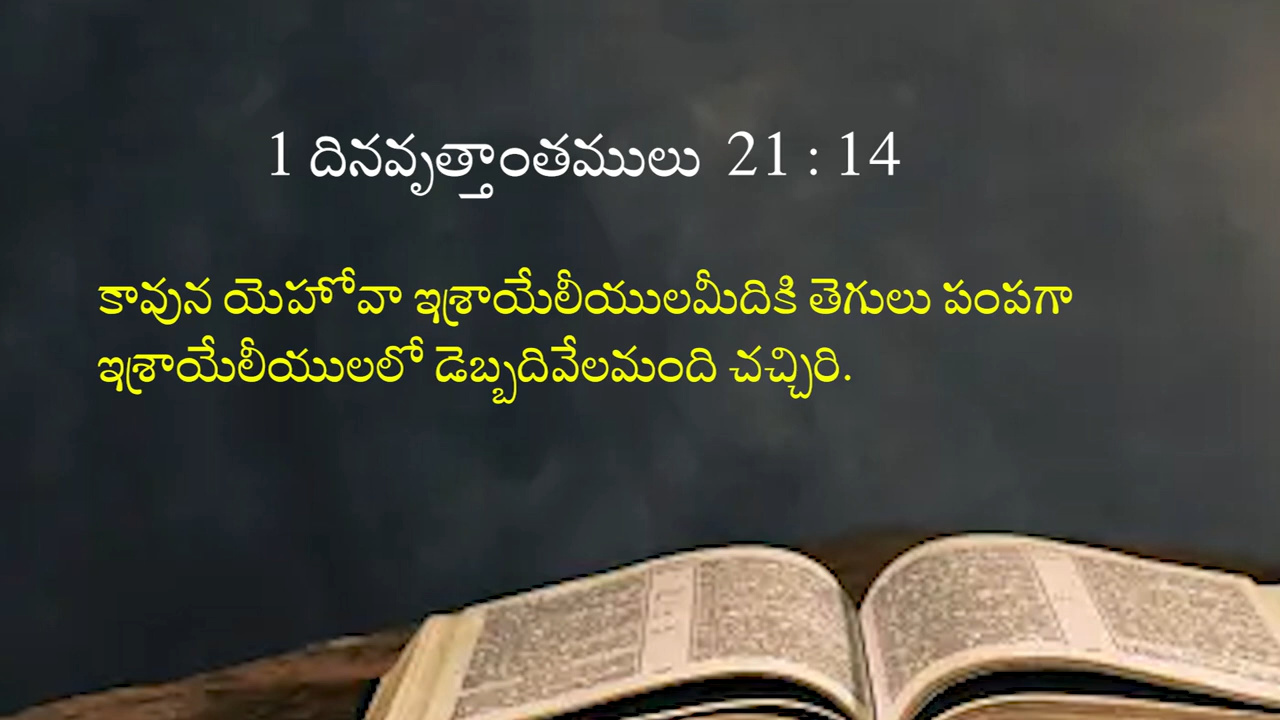 1 దినవృత్తాంతములు 21 : 14
కావున యెహోవా ఇశ్రాయేలీయులమీదికి తెగులు పంపగా
ఇశ్రాయేలీయులలో డెబ్బదివేలమంది చచ్చిరి.